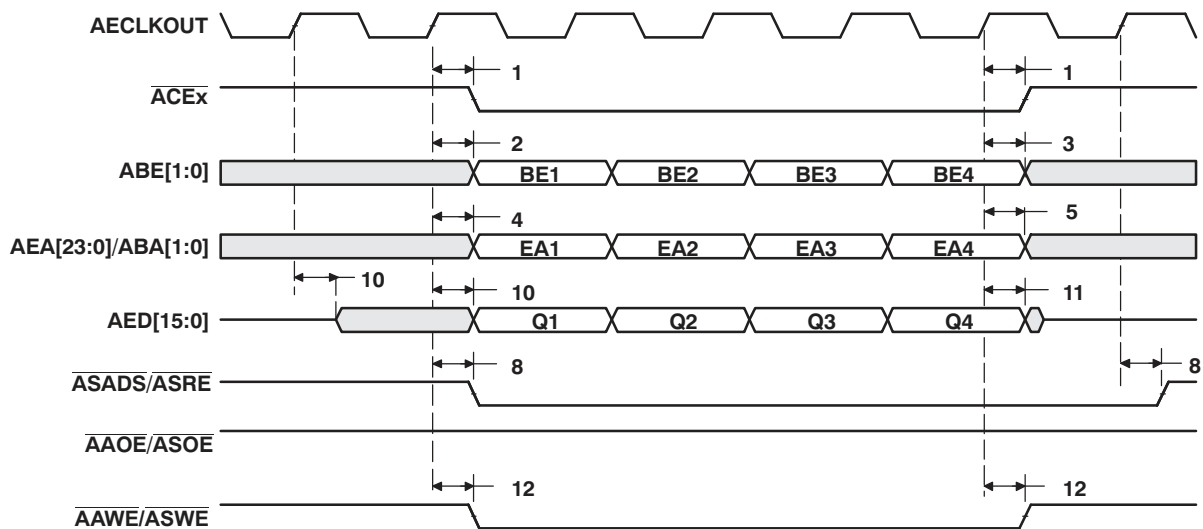 AECLKOUT
1 1
ACEx
2 3
ABE[1:0] BE1 BE2 BE3 BE4
4 5
AEA[23:0]/ABA[1:0] EA1 EA2 EA3 EA4
10 10 11
AED[15:0] Q1 Q2 Q3 Q4
8 8
ASADS/ASRE
AAOE/ASOE
12 12
AAWE/ASWE